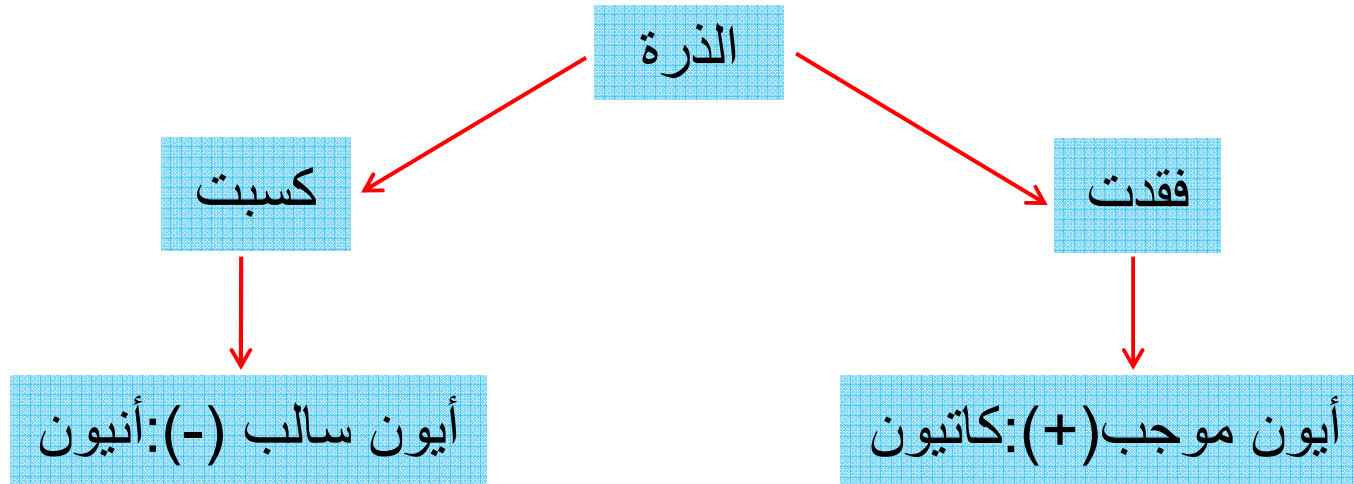 الذرة
فقدت
كسبت
أيون موجب(+):كاتيون
أيون سالب (-):أنيون